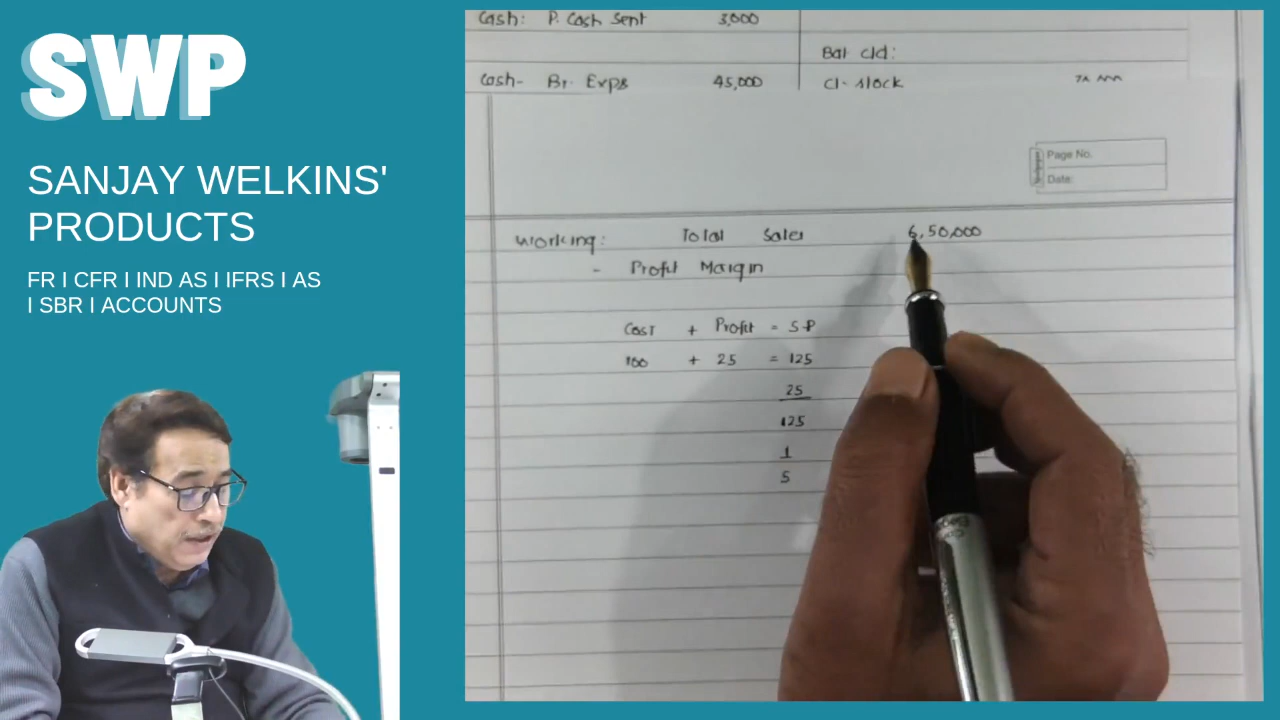 SWP
SANJAY WELKINS'
PRODUCTS
FR I CFR I IND AS I IFRS I AS
I SBR I ACCOUNTS
Cash: P. Cash Sent 3,000
Bal c/d:
Cash- Br. Exps 45,000 Cl- stock
Page No.
Date:
Working: Total Sales 6,50,000
- Profit Margin
Cost + Profit = S.P
100 + 25 = 125
25
125
1
5